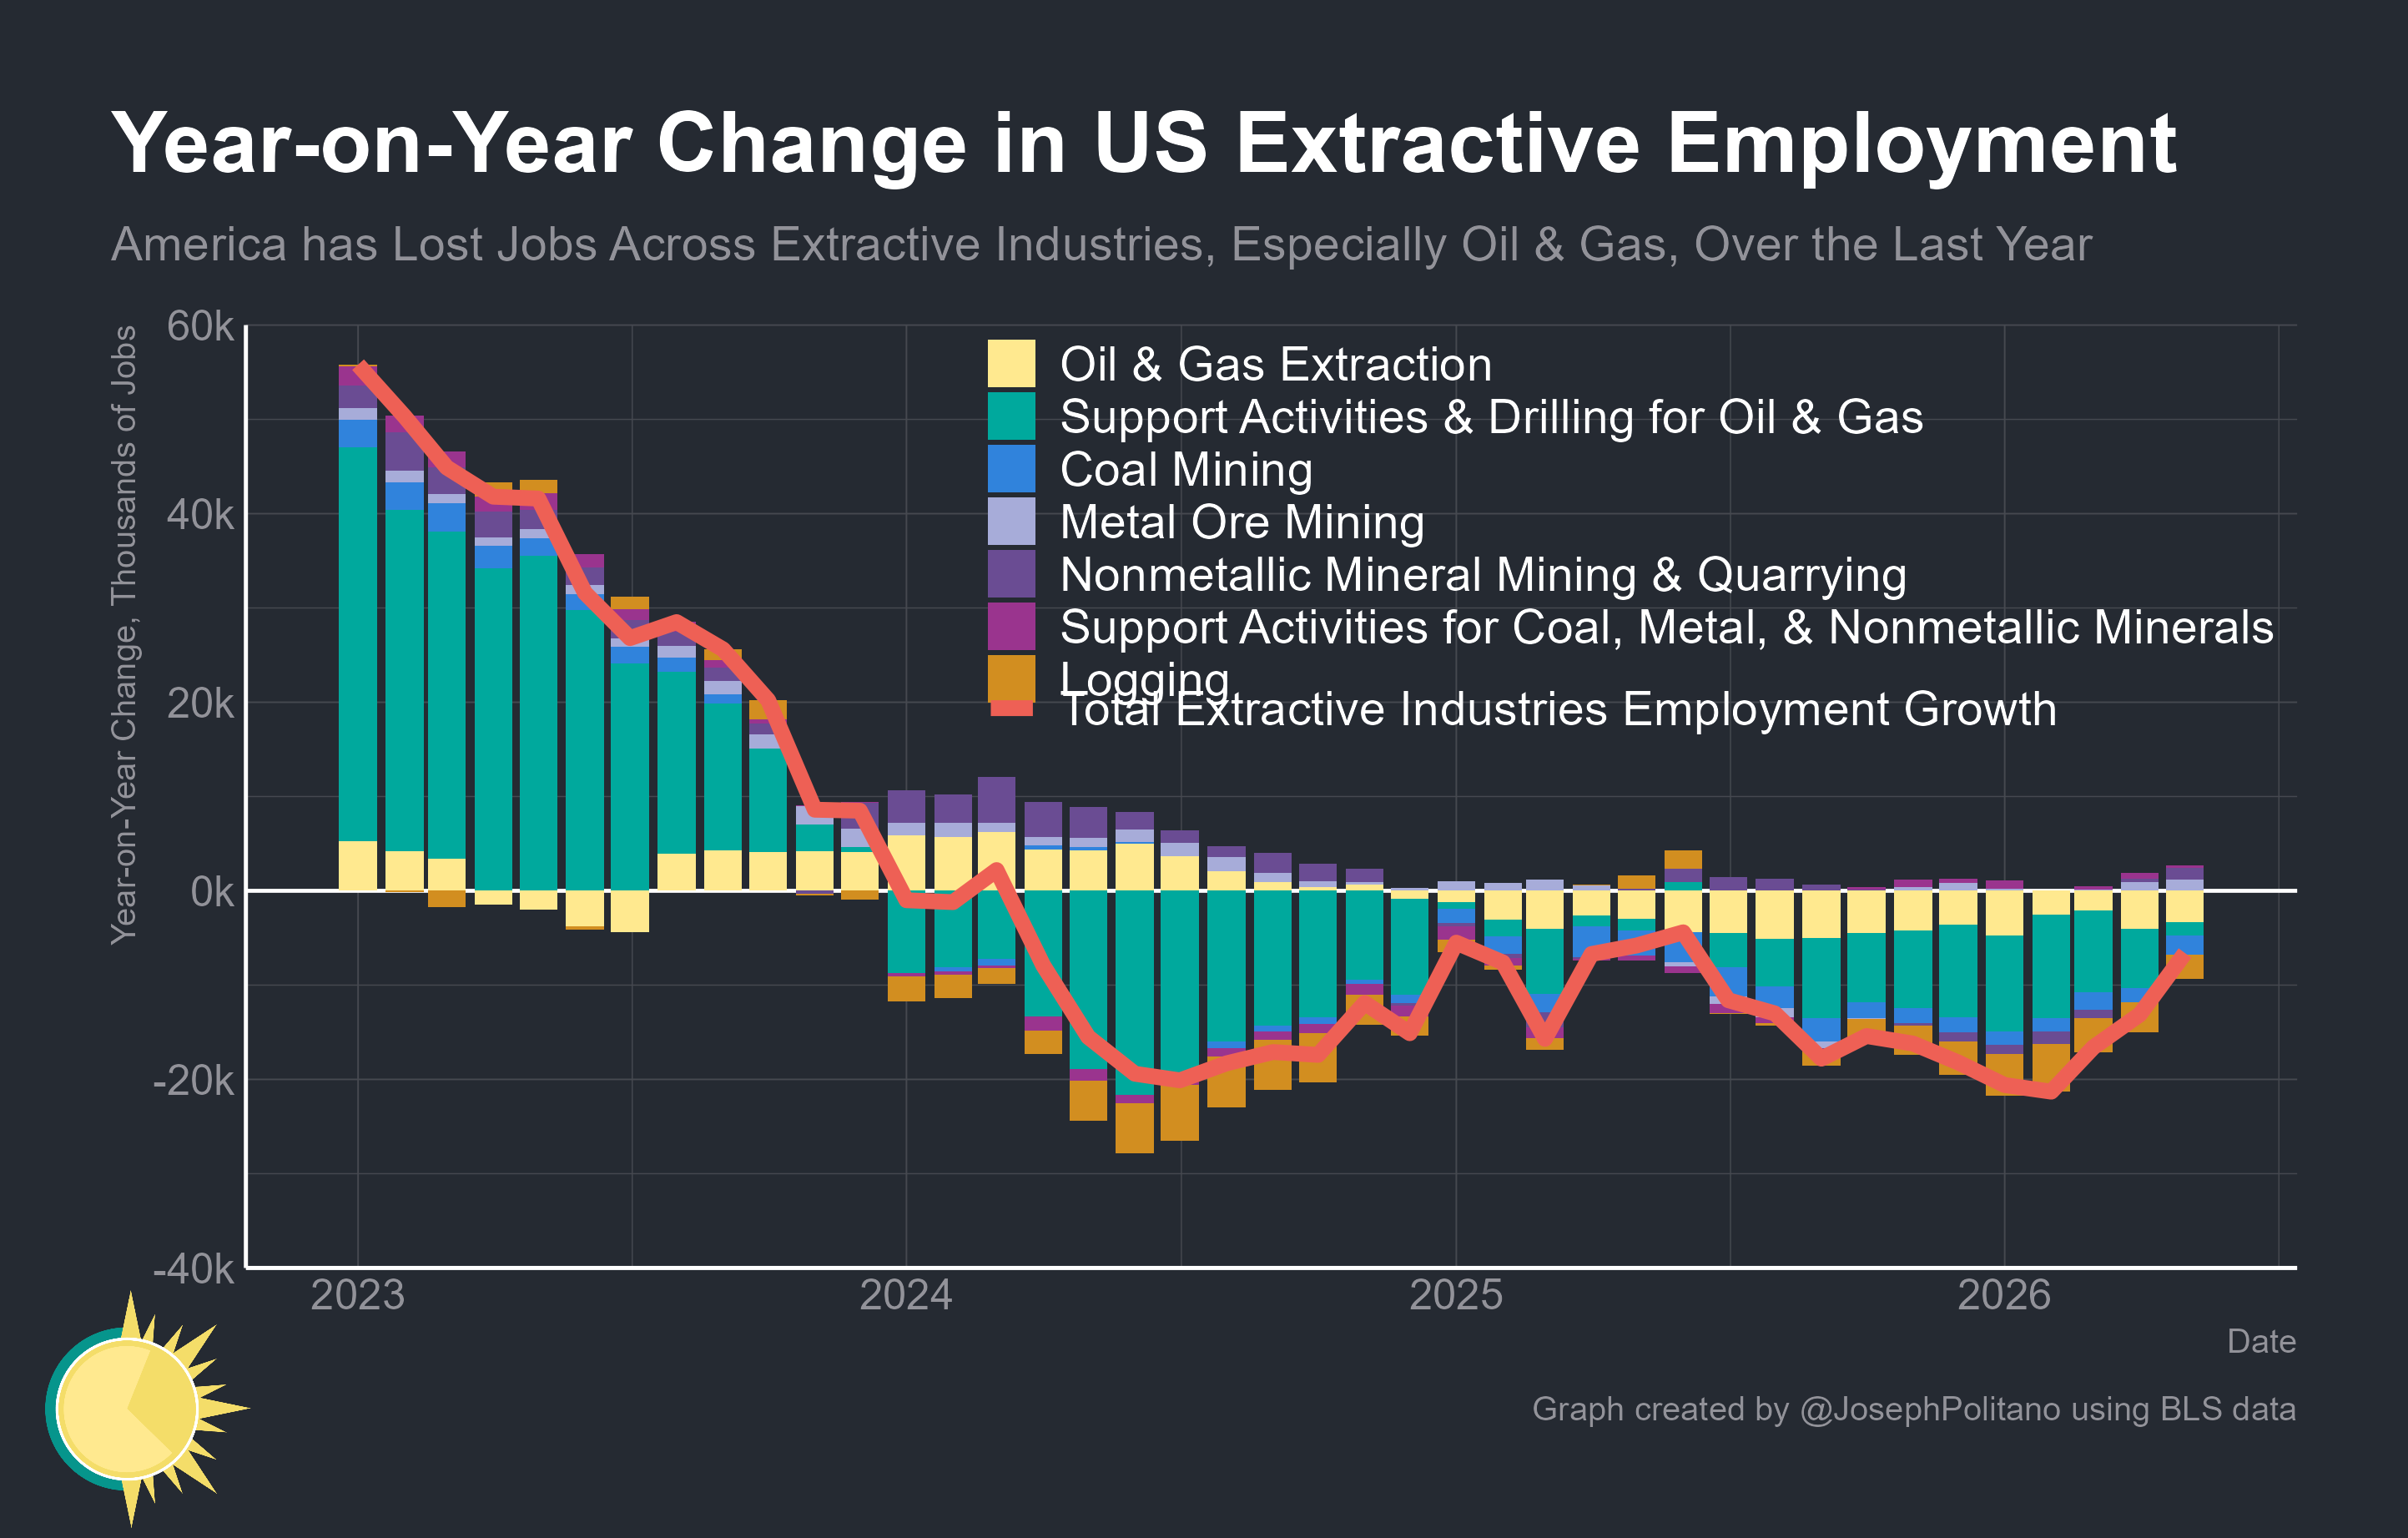 Year-on-Year Change in US Extractive Employment
America has Lost Jobs Across Extractive Industries, Especially Oil & Gas, Over the Last Year
Year-on-Year Change, Thousands of Jobs
60k
40k
20k
0k
-20k
-40k
Oil & Gas Extraction
Support Activities & Drilling for Oil & Gas
Coal Mining
Metal Ore Mining
Nonmetallic Mineral Mining & Quarrying
Support Activities for Coal, Metal, & Nonmetallic Minerals
Logging
Total Extractive Industries Employment Growth
2023
2024
2025
2026
Date
Graph created by @JosephPolitano using BLS data